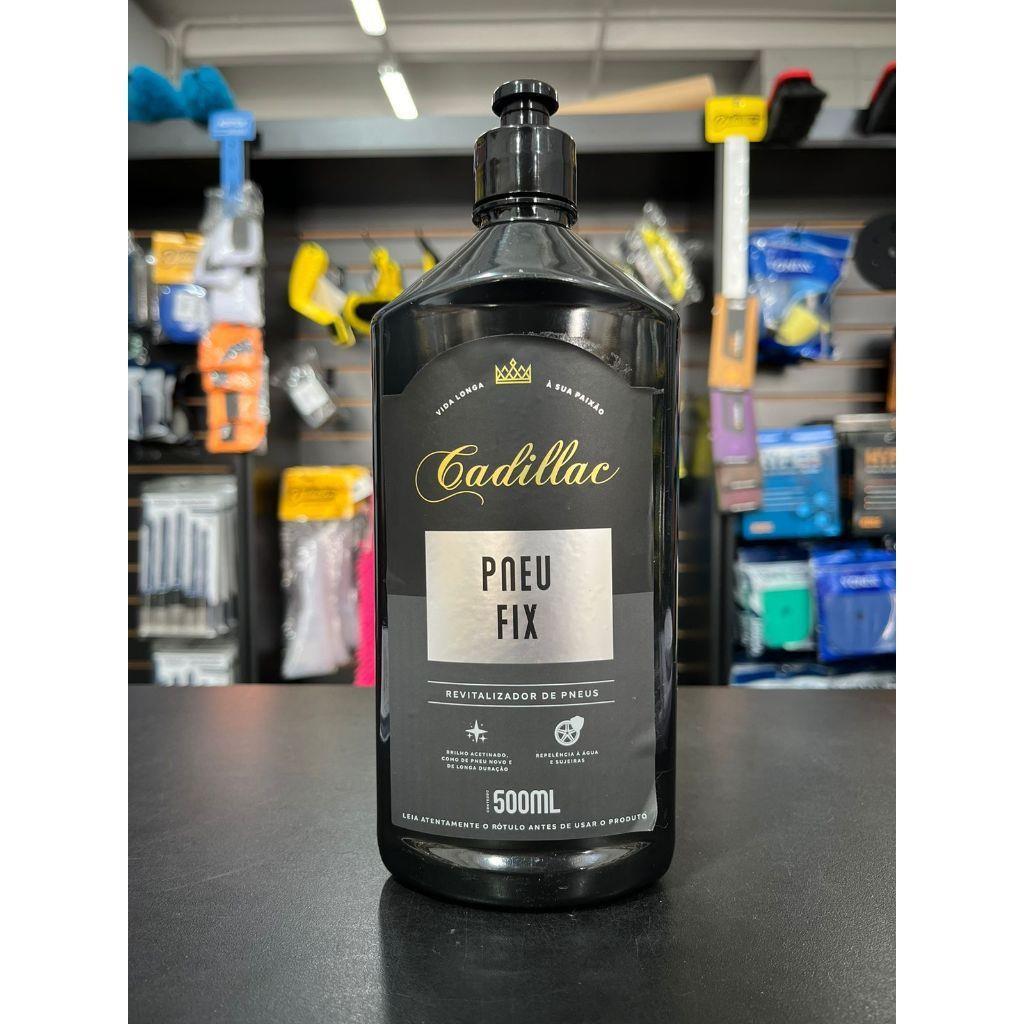 VIDA LONGA À SUA PAIXÃO
Cadillac
PNEU
FIX
REVITALIZADOR DE PNEUS
BRILHO ACETINADO,
COMO DE PNEU NOVO E
DE LONGA DURAÇÃO
REPELÊNCIA À ÁGUA
E SUJEIRAS
CONTEÚDO
500ML
LEIA ATENTAMENTE O RÓTULO ANTES DE USAR O PRODUTO